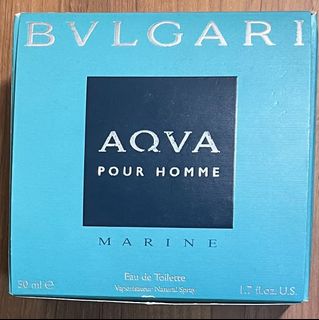 BVLGARI
AQVA
POUR HOMME
MARINE
Eau de Toilette
Vaporisateur Natural Spray
50 ml ℮ 1.7 fl.oz. U.S.